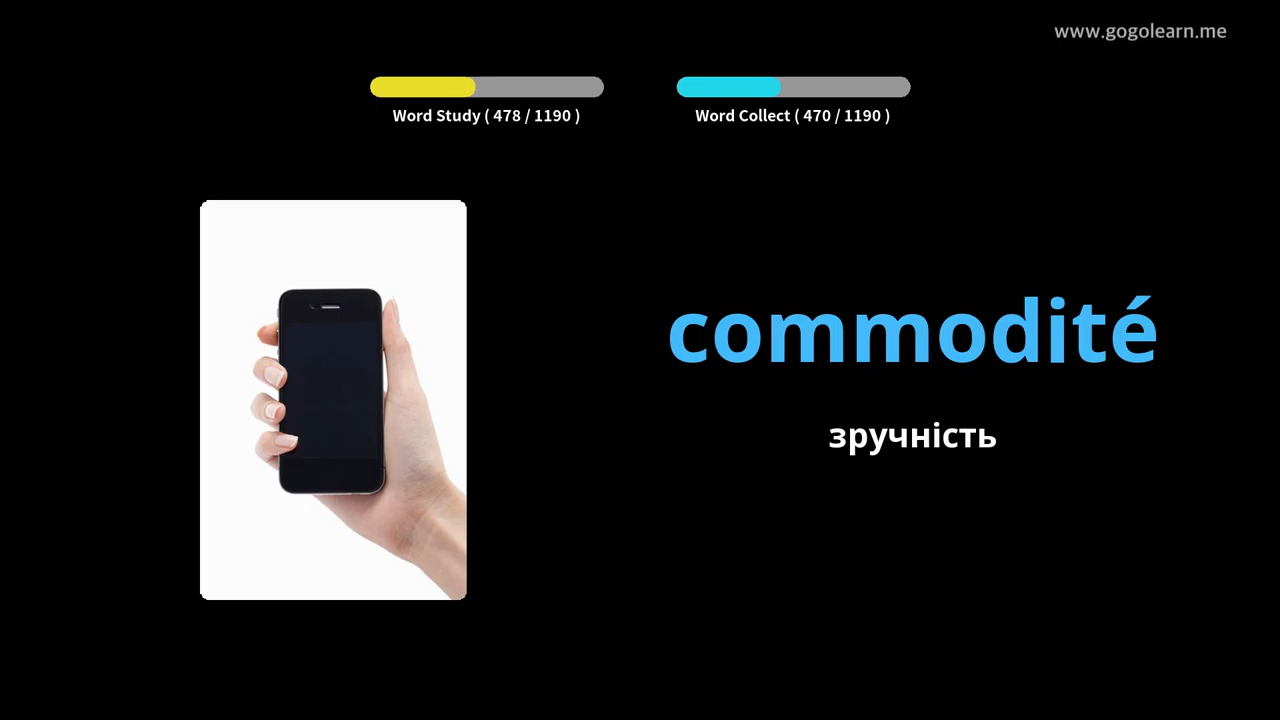 www.gogolearn.me
Word Study ( 478 / 1190 )
Word Collect ( 470 / 1190 )
commodité
зручність